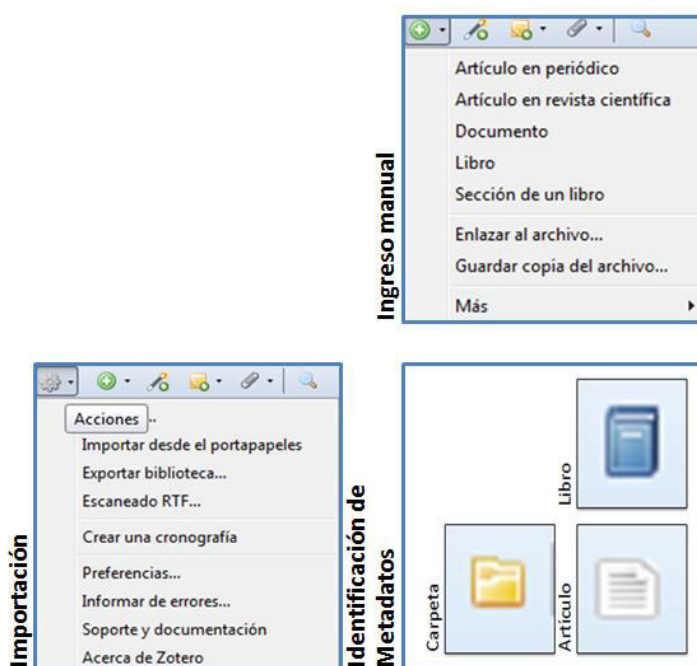 Ingreso manual
Artículo en periódico
Artículo en revista científica
Documento
Libro
Sección de un libro
Enlazar al archivo...
Guardar copia del archivo...
Más
Importación
Acciones ..
Importar desde el portapapeles
Exportar biblioteca...
Escaneado RTF...
Crear una cronografía
Preferencias...
Informar de errores...
Soporte y documentación
Acerca de Zotero
Identificación de
Metadatos
Libro
Carpeta
Artículo